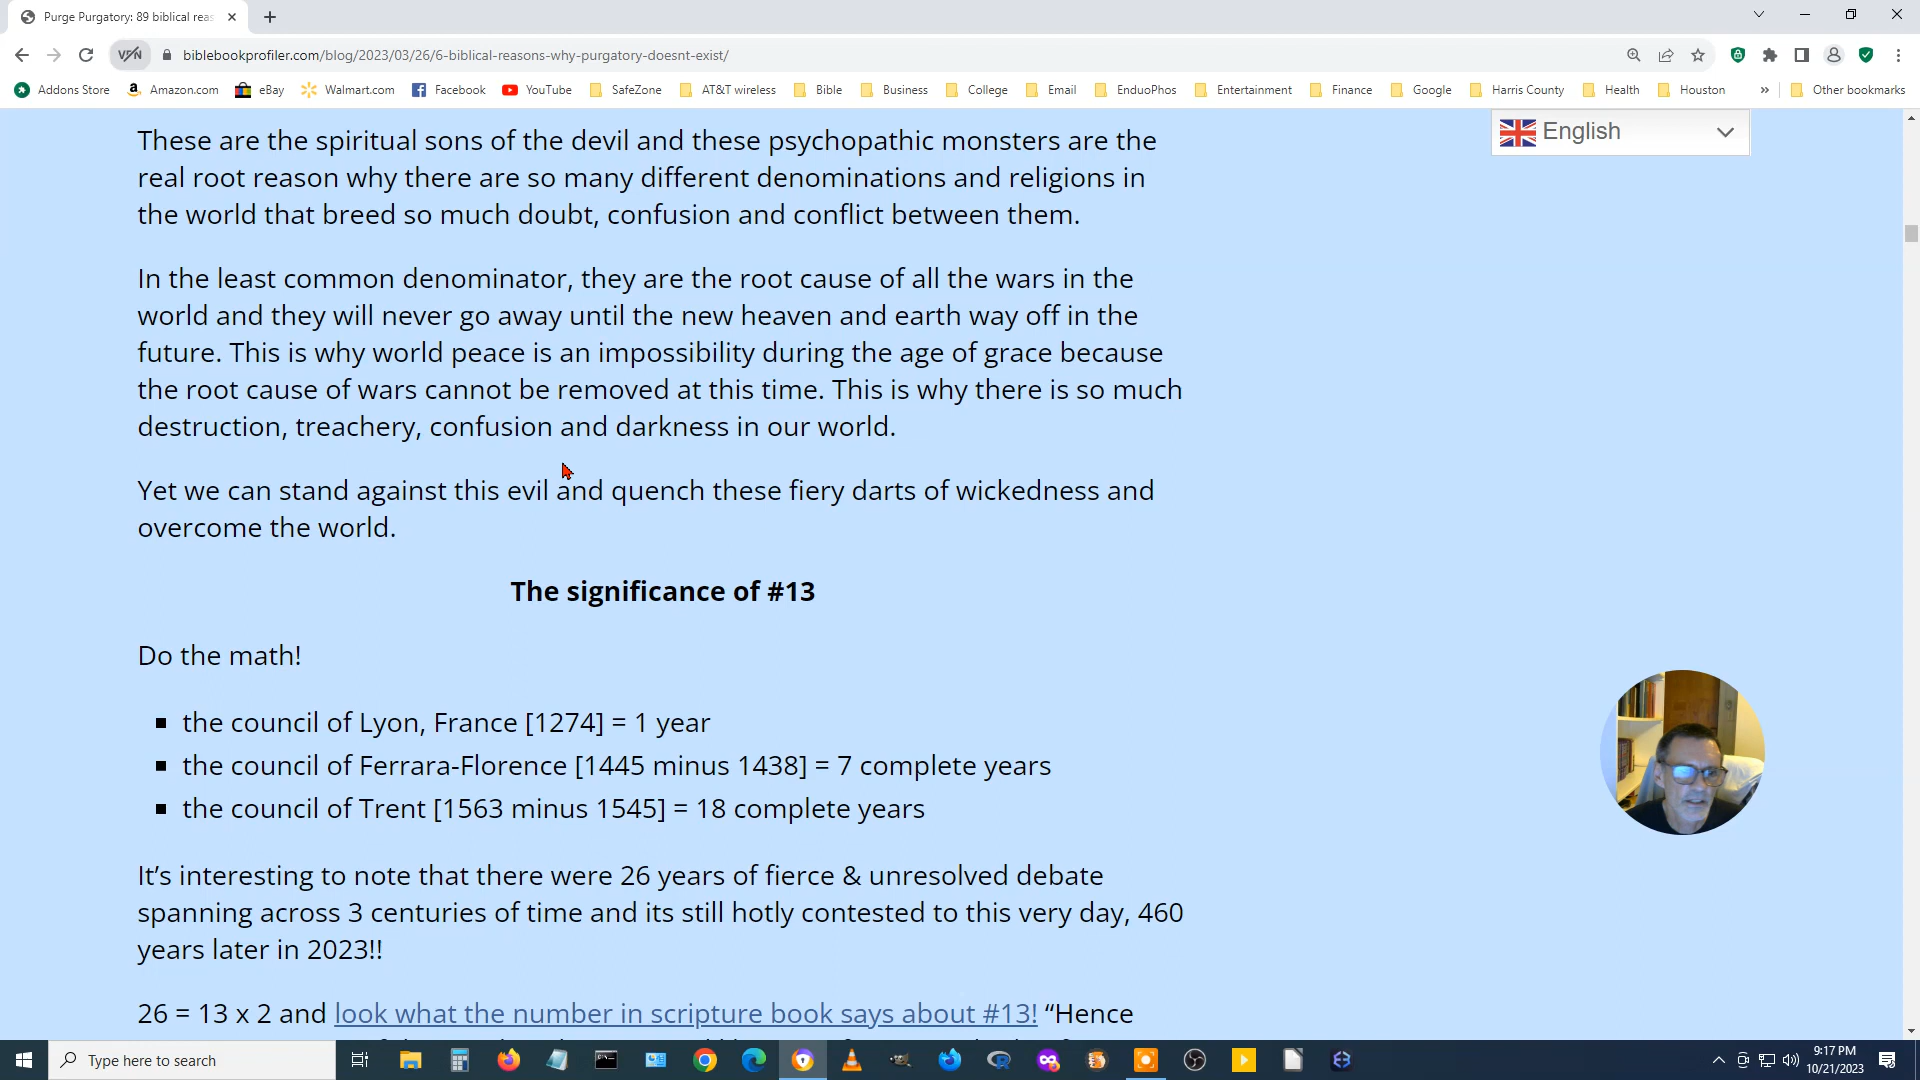 Purge Purgatory: 89 biblical reas
biblebookprofiler.com/blog/2023/03/26/6-biblical-reasons-why-purgatory-doesnt-exist/
Addons Store Amazon.com eBay Walmart.com Facebook YouTube SafeZone AT&T wireless Bible Business College Email EnduoPhos Entertainment Finance Google Harris County Health Houston » Other bookmarks
English
These are the spiritual sons of the devil and these psychopathic monsters are the
real root reason why there are so many different denominations and religions in
the world that breed so much doubt, confusion and conflict between them.
In the least common denominator, they are the root cause of all the wars in the
world and they will never go away until the new heaven and earth way off in the
future. This is why world peace is an impossibility during the age of grace because
the root cause of wars cannot be removed at this time. This is why there is so much
destruction, treachery, confusion and darkness in our world.
Yet we can stand against this evil and quench these fiery darts of wickedness and
overcome the world.
The significance of #13
Do the math!
the council of Lyon, France [1274] = 1 year
the council of Ferrara-Florence [1445 minus 1438] = 7 complete years
the council of Trent [1563 minus 1545] = 18 complete years
It’s interesting to note that there were 26 years of fierce & unresolved debate
spanning across 3 centuries of time and its still hotly contested to this very day, 460
years later in 2023!!
26 = 13 x 2 and look what the number in scripture book says about #13! “Hence
Type here to search
9:17 PM
10/21/2023